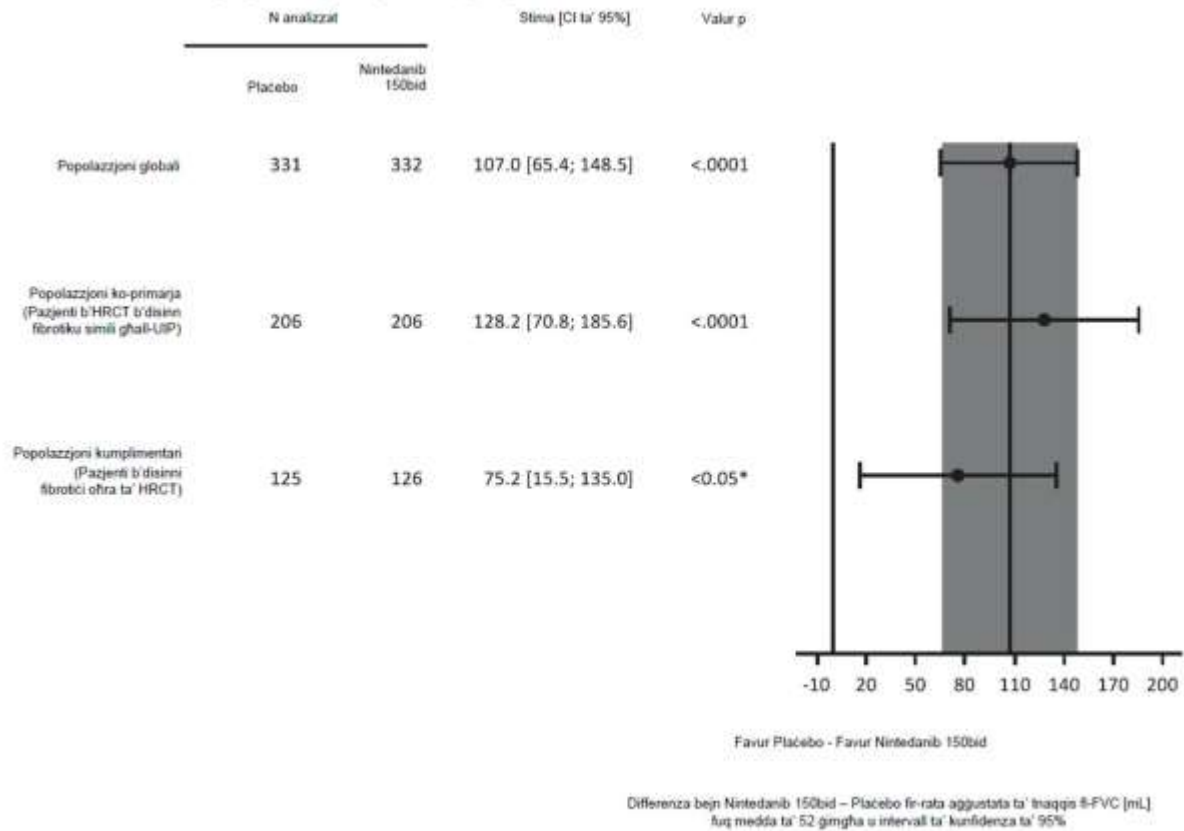 N analizzat Stima [CI ta' 95%] Valur p
Plaċebo Nintedanib
150bid
Popolazzjoni globali 331 332 107.0 [65.4; 148.5] <.0001
Popolazzjoni ko-primarja
(Pazjenti b'HRCT b'disinn
fibrotiku simili għall-UIP) 206 206 128.2 [70.8; 185.6] <.0001
Popolazzjoni kumplimentari
(Pazjenti b'disinni
fibrotiċi oħra ta' HRCT) 125 126 75.2 [15.5; 135.0] <0.05*
-10 20 50 80 110 140 170 200
Favur Plaċebo - Favur Nintedanib 150bid
Differenza bejn Nintedanib 150bid – Plaċebo fir-rata aġġustata ta' tnaqqis fl-FVC [mL]
fuq medda ta' 52 ġimgħa u intervall ta' kunfidenza ta' 95%